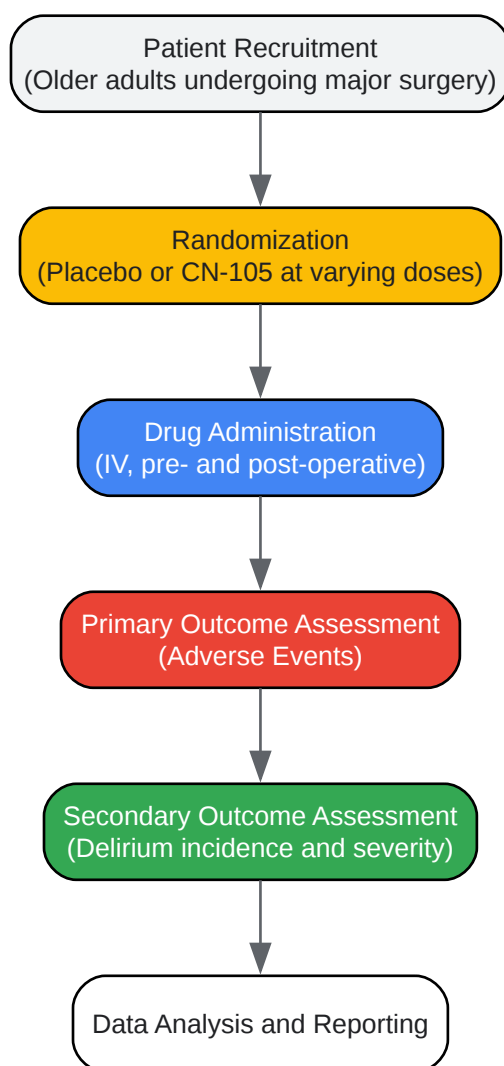 Patient Recruitment
(Older adults undergoing major surgery)
Randomization
(Placebo or CN-105 at varying doses)
Drug Administration
(IV, pre- and post-operative)
Primary Outcome Assessment
(Adverse Events)
Secondary Outcome Assessment
(Delirium incidence and severity)
Data Analysis and Reporting